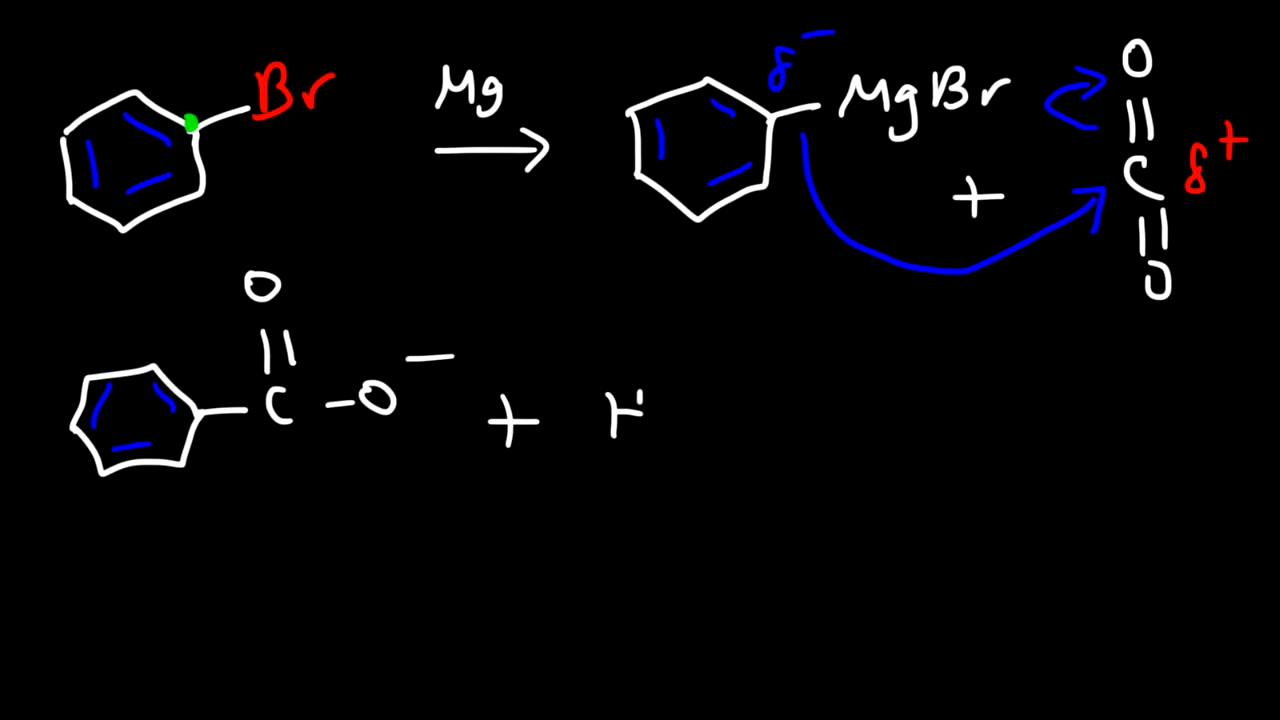 Br Mg → δ⁻ MgBr + O
||
C δ⁺
||
O
O
||
C - O⁻ +